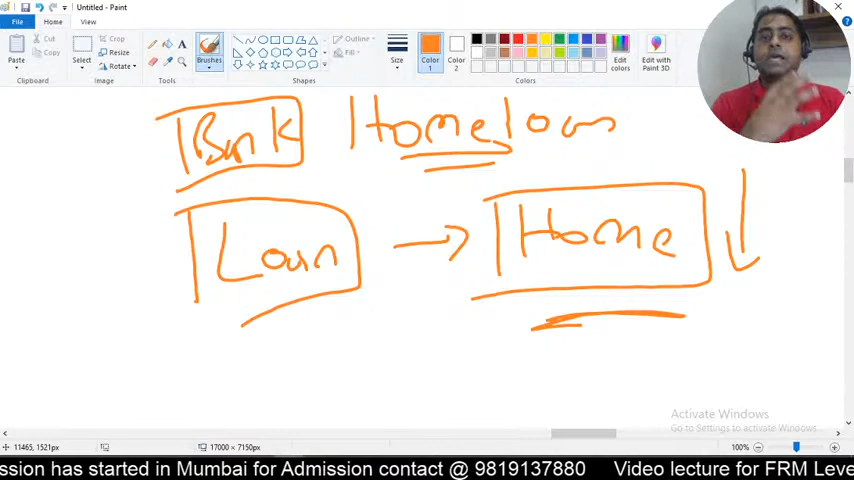 Untitled - Paint
File Home View
Paste
Cut
Copy
Clipboard
Select
Crop
Resize
Rotate
Image
Tools
Brushes
Outline
Fill
Shapes
Size
Color 1
Color 2
Edit colors
Edit with Paint 3D
Colors
Bank Home loan
Loan → Home
Activate Windows
Go to Settings to activate Windows.
11465, 1521px
17000 × 7150px
100%
ssion has started in Mumbai for Admission contact @ 9819137880 Video lecture for FRM Leve